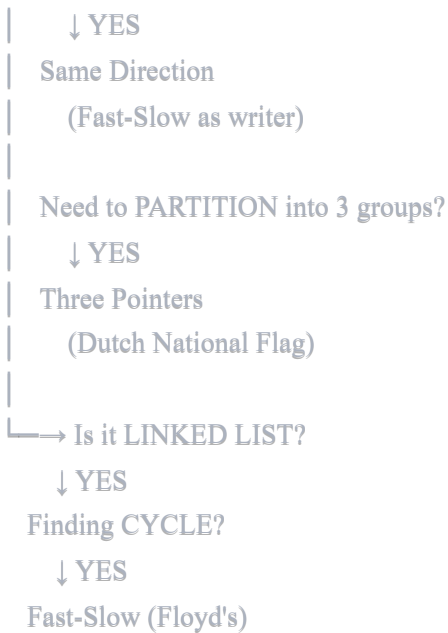 │ ↓ YES
│ Same Direction
│ (Fast-Slow as writer)
│
│ Need to PARTITION into 3 groups?
│ ↓ YES
│ Three Pointers
│ (Dutch National Flag)
│
└─→ Is it LINKED LIST?
↓ YES
Finding CYCLE?
↓ YES
Fast-Slow (Floyd's)